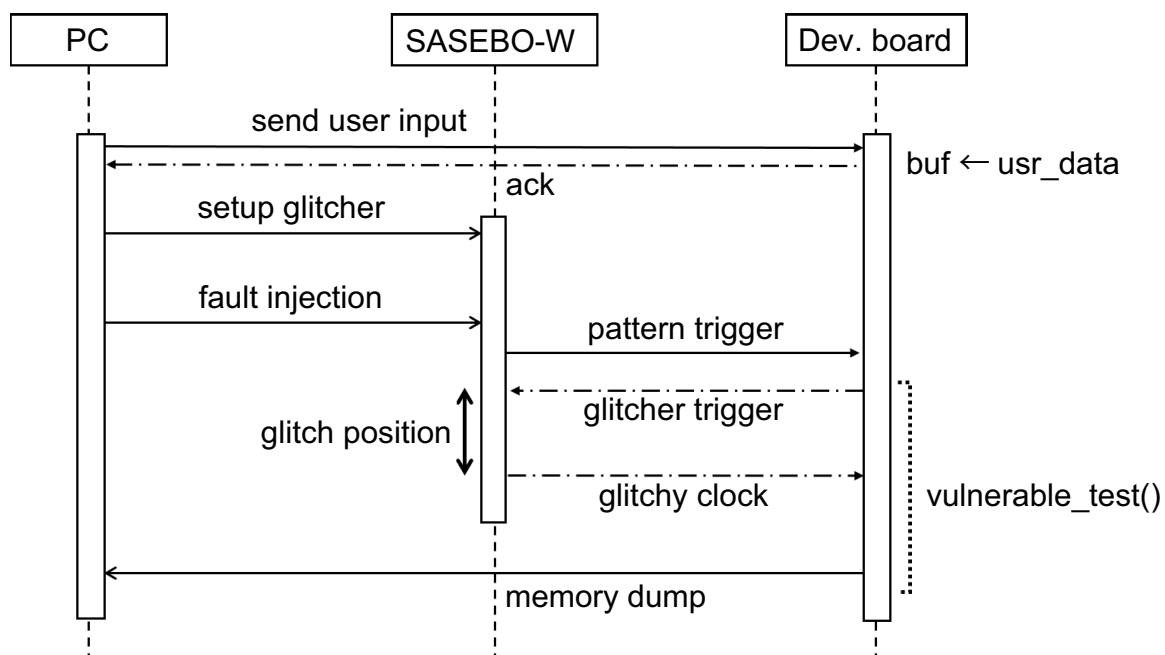 PC
SASEBO-W
Dev. board
send user input
buf ← usr_data
ack
setup glitcher
fault injection
pattern trigger
glitcher trigger
glitch position
glitchy clock
vulnerable_test()
memory dump